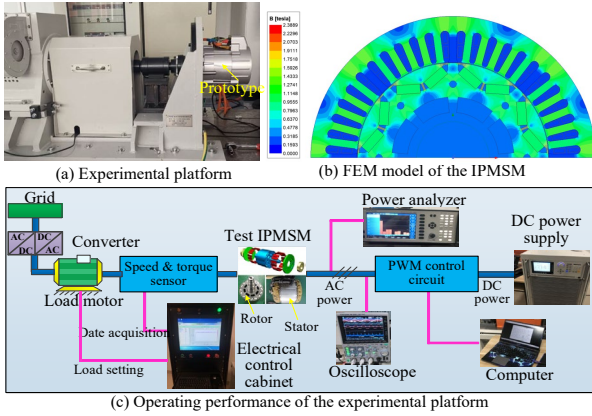 Prototype
(a) Experimental platform
B [tesla]
2.3889
2.2296
2.0703
1.9111
1.7518
1.5926
1.4333
1.2741
1.1148
0.9555
0.7963
0.6370
0.4778
0.3185
0.1593
0.0000
(b) FEM model of the IPMSM
Grid
AC
DC
DC
AC
Converter
Load motor
Speed & torque
sensor
Test IPMSM
Rotor
Stator
Power analyzer
AC
power
PWM control
circuit
DC
power
DC power
supply
Date acquisition
Load setting
Electrical
control
cabinet
Oscilloscope
Computer
(c) Operating performance of the experimental platform